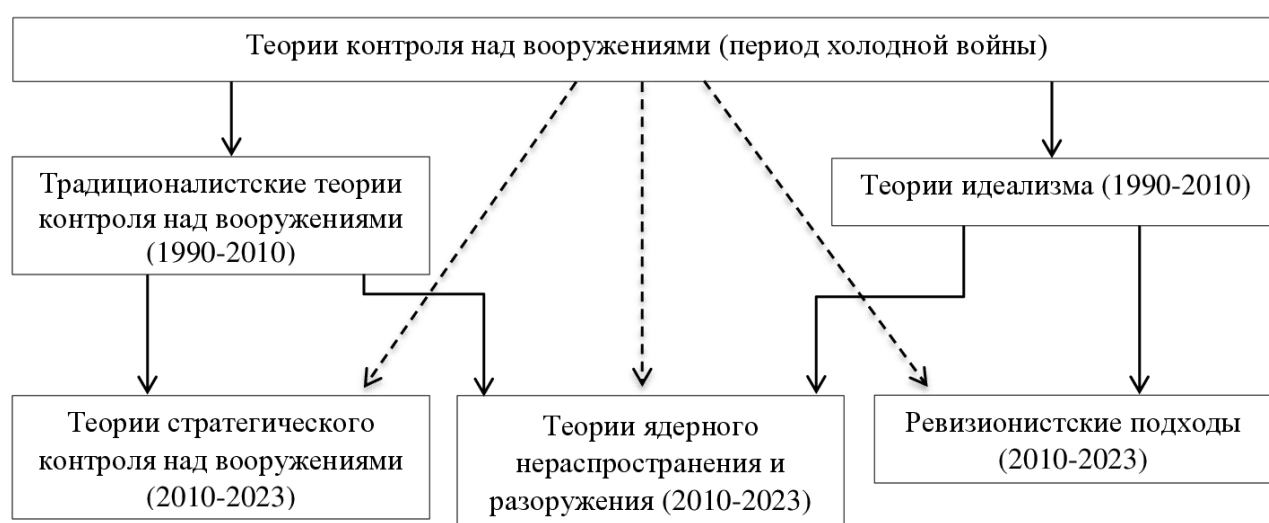 Теории контроля над вооружениями (период холодной войны)
Традиционалистские теории
контроля над вооружениями
(1990-2010)
Теории идеализма (1990-2010)
Теории стратегического
контроля над вооружениями
(2010-2023)
Теории ядерного
нераспространения и
разоружения (2010-2023)
Ревизионистские подходы
(2010-2023)